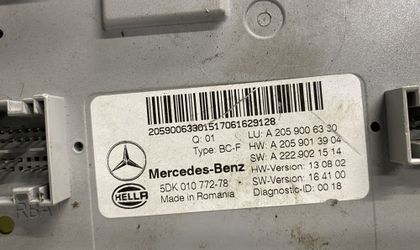 20590063301517061629128
Q: 01 LU: A 205 900 63 30
Type: BC-F HW: A 205 901 39 04
SW: A 222 902 15 14
Mercedes-Benz HW-Version: 13 08 02
5DK 010 772-78 SW-Version: 16 41 00
Made in Romania Diagnostic-ID: 00 18
HELLA
RBA